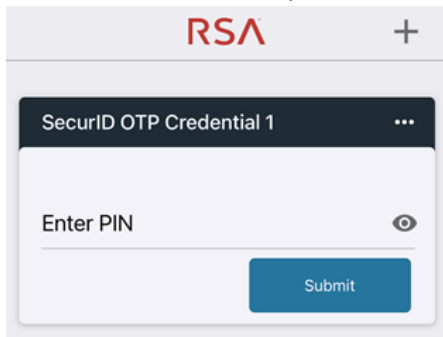 RSA +
SecurID OTP Credential 1 ...
Enter PIN
Submit